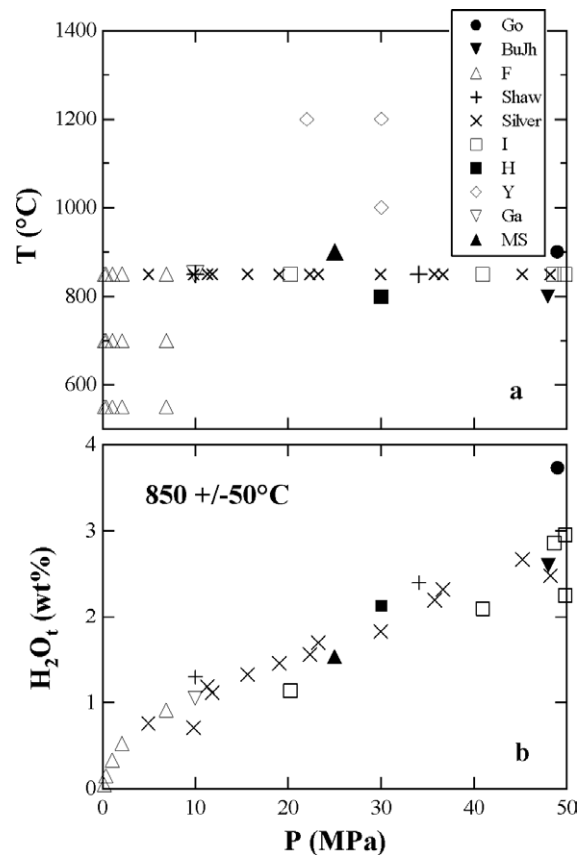 1400
1200
1000
800
600
T (°C)
Go
BuJh
F
Shaw
Silver
I
H
Y
Ga
MS
a
4
3
2
1
0
H₂Oₜ (wt%)
850 +/-50°C
b
0 10 20 30 40 50
P (MPa)